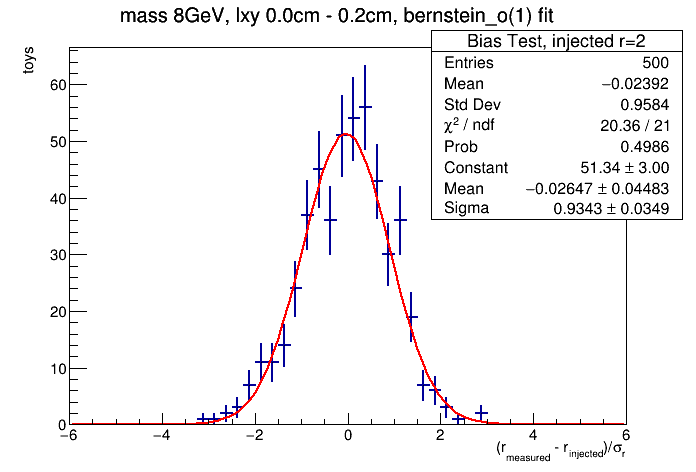 mass 8GeV, lxy 0.0cm - 0.2cm, bernstein_o(1) fit
toys
Bias Test, injected r=2
Entries 500
Mean −0.02392
Std Dev 0.9584
χ² / ndf 20.36 / 21
Prob 0.4986
Constant 51.34 ± 3.00
Mean −0.02647 ± 0.04483
Sigma 0.9343 ± 0.0349
60
50
40
30
20
10
0
−6 −4 −2 0 2 4 6
(r_measured - r_injected)/σ_r